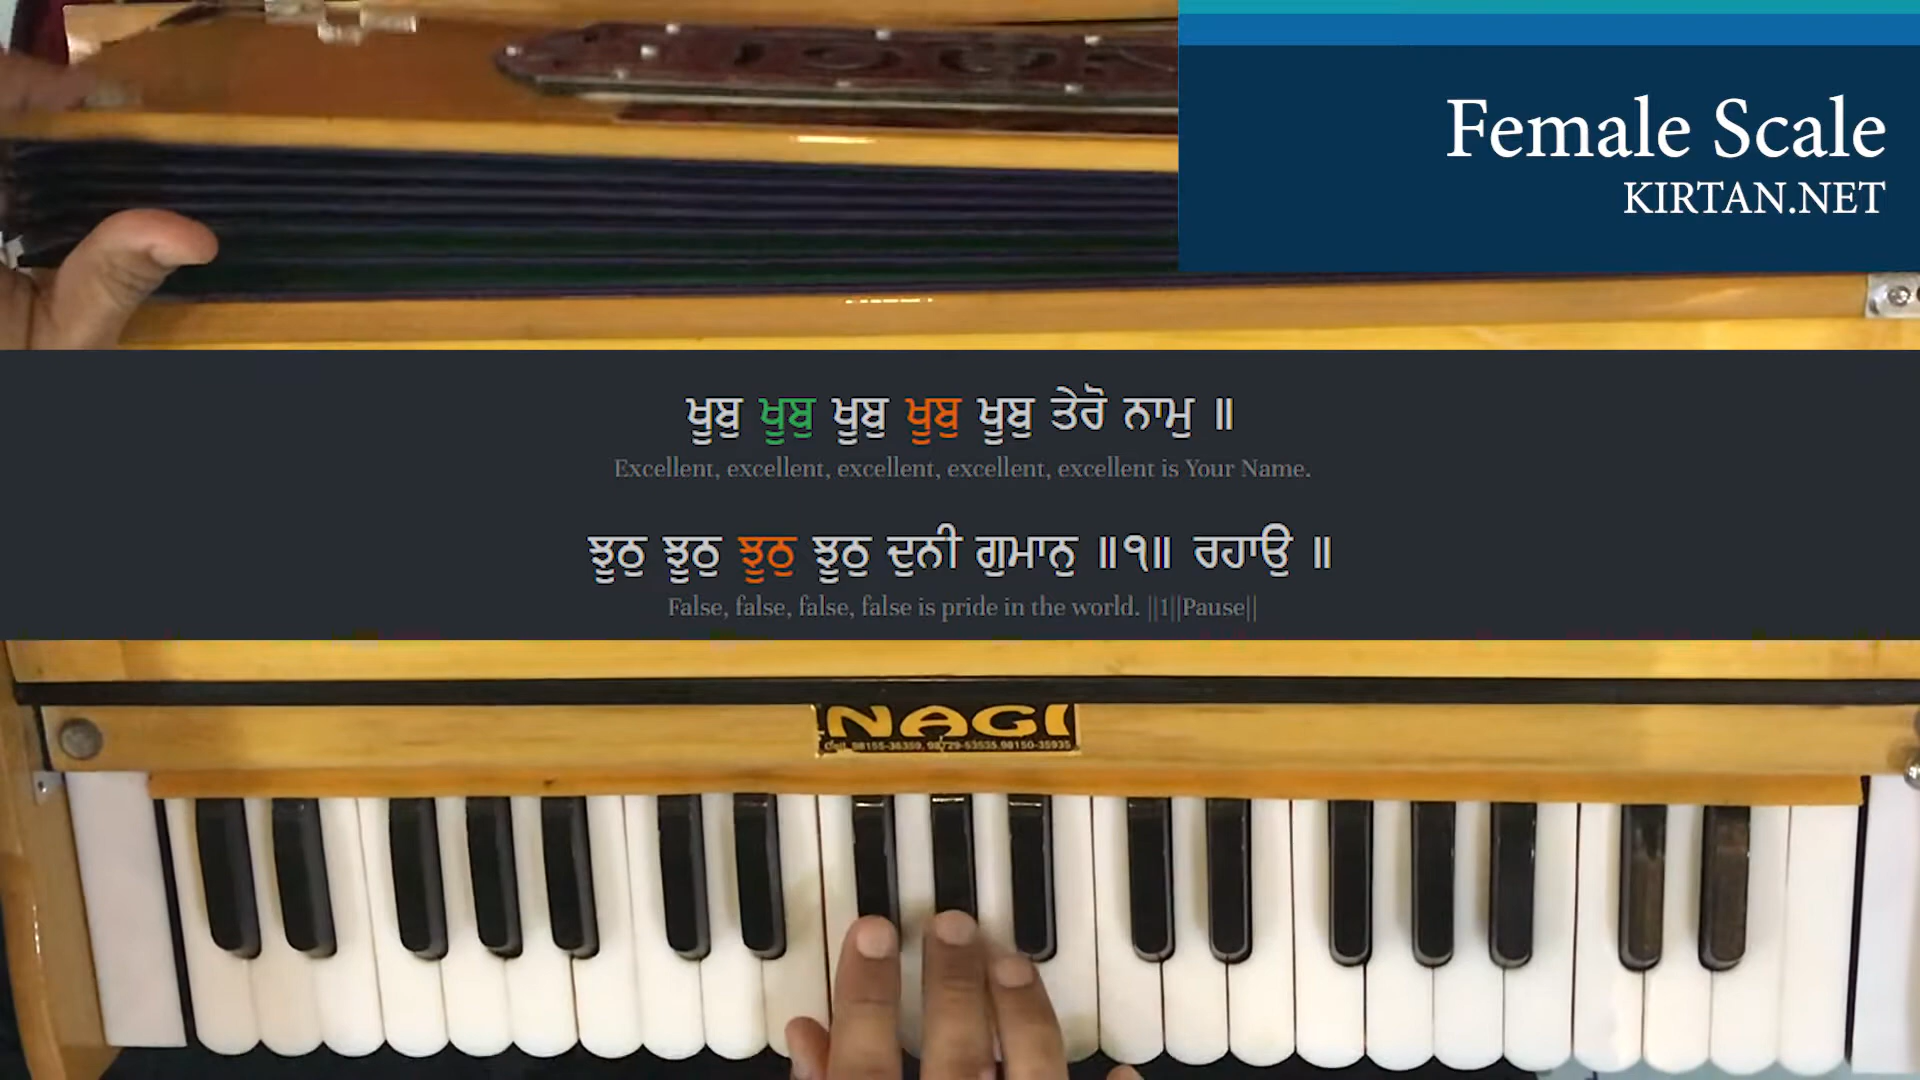 Female Scale
KIRTAN.NET
ਖੂਬੁ ਖੂਬੁ ਖੂਬੁ ਖੂਬੁ ਖੂਬੁ ਤੇਰੋ ਨਾਮੁ ॥
Excellent, excellent, excellent, excellent, excellent is Your Name.
ਝੂਠੁ ਝੂਠੁ ਝੂਠੁ ਝੂਠੁ ਦੁਨੀ ਗੁਮਾਨੁ ॥੧॥ ਰਹਾਉ ॥
False, false, false, false is pride in the world. ||1||Pause||
NAGI